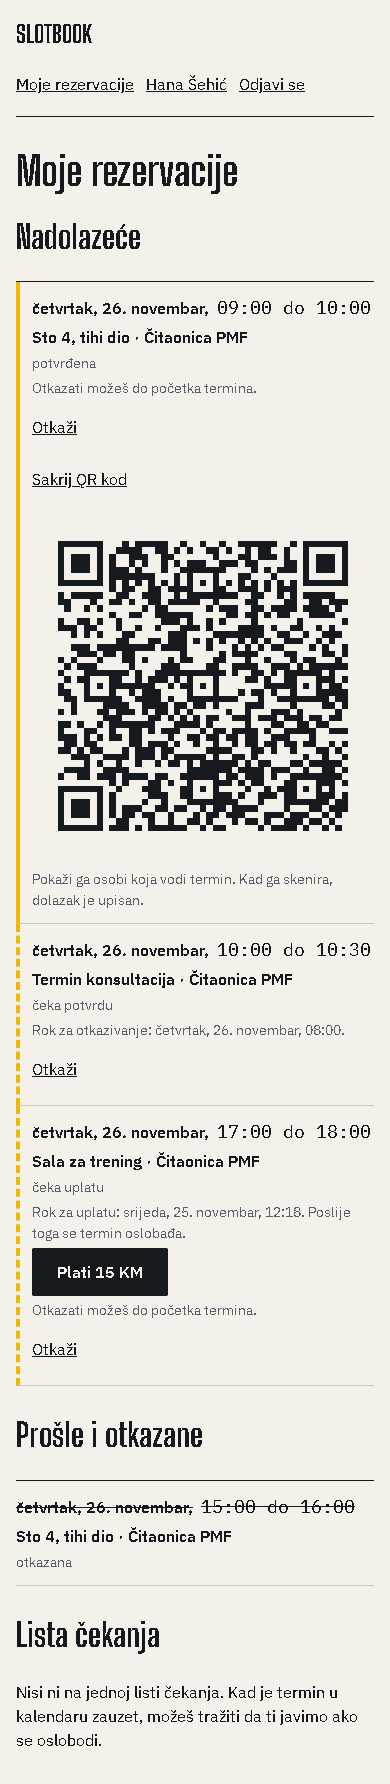 SLOTBOOK
Moje rezervacije Hana Šehić Odjavi se
Moje rezervacije
Nadolazeće
četvrtak, 26. novembar, 09:00 do 10:00
Sto 4, tihi dio · Čitaonica PMF
potvrđena
Otkazati možeš do početka termina.
Otkaži
Sakrij QR kod
Pokaži ga osobi koja vodi termin. Kad ga skenira,
dolazak je upisan.
četvrtak, 26. novembar, 10:00 do 10:30
Termin konsultacija · Čitaonica PMF
čeka potvrdu
Rok za otkazivanje: četvrtak, 26. novembar, 08:00.
Otkaži
četvrtak, 26. novembar, 17:00 do 18:00
Sala za trening · Čitaonica PMF
čeka uplatu
Rok za uplatu: srijeda, 25. novembar, 12:18. Poslije
toga se termin oslobađa.
Plati 15 KM
Otkazati možeš do početka termina.
Otkaži
Prošle i otkazane
četvrtak, 26. novembar, 15:00 do 16:00
Sto 4, tihi dio · Čitaonica PMF
otkazana
Lista čekanja
Nisi ni na jednoj listi čekanja. Kad je termin u
kalendaru zauzet, možeš tražiti da ti javimo ako
se oslobodi.